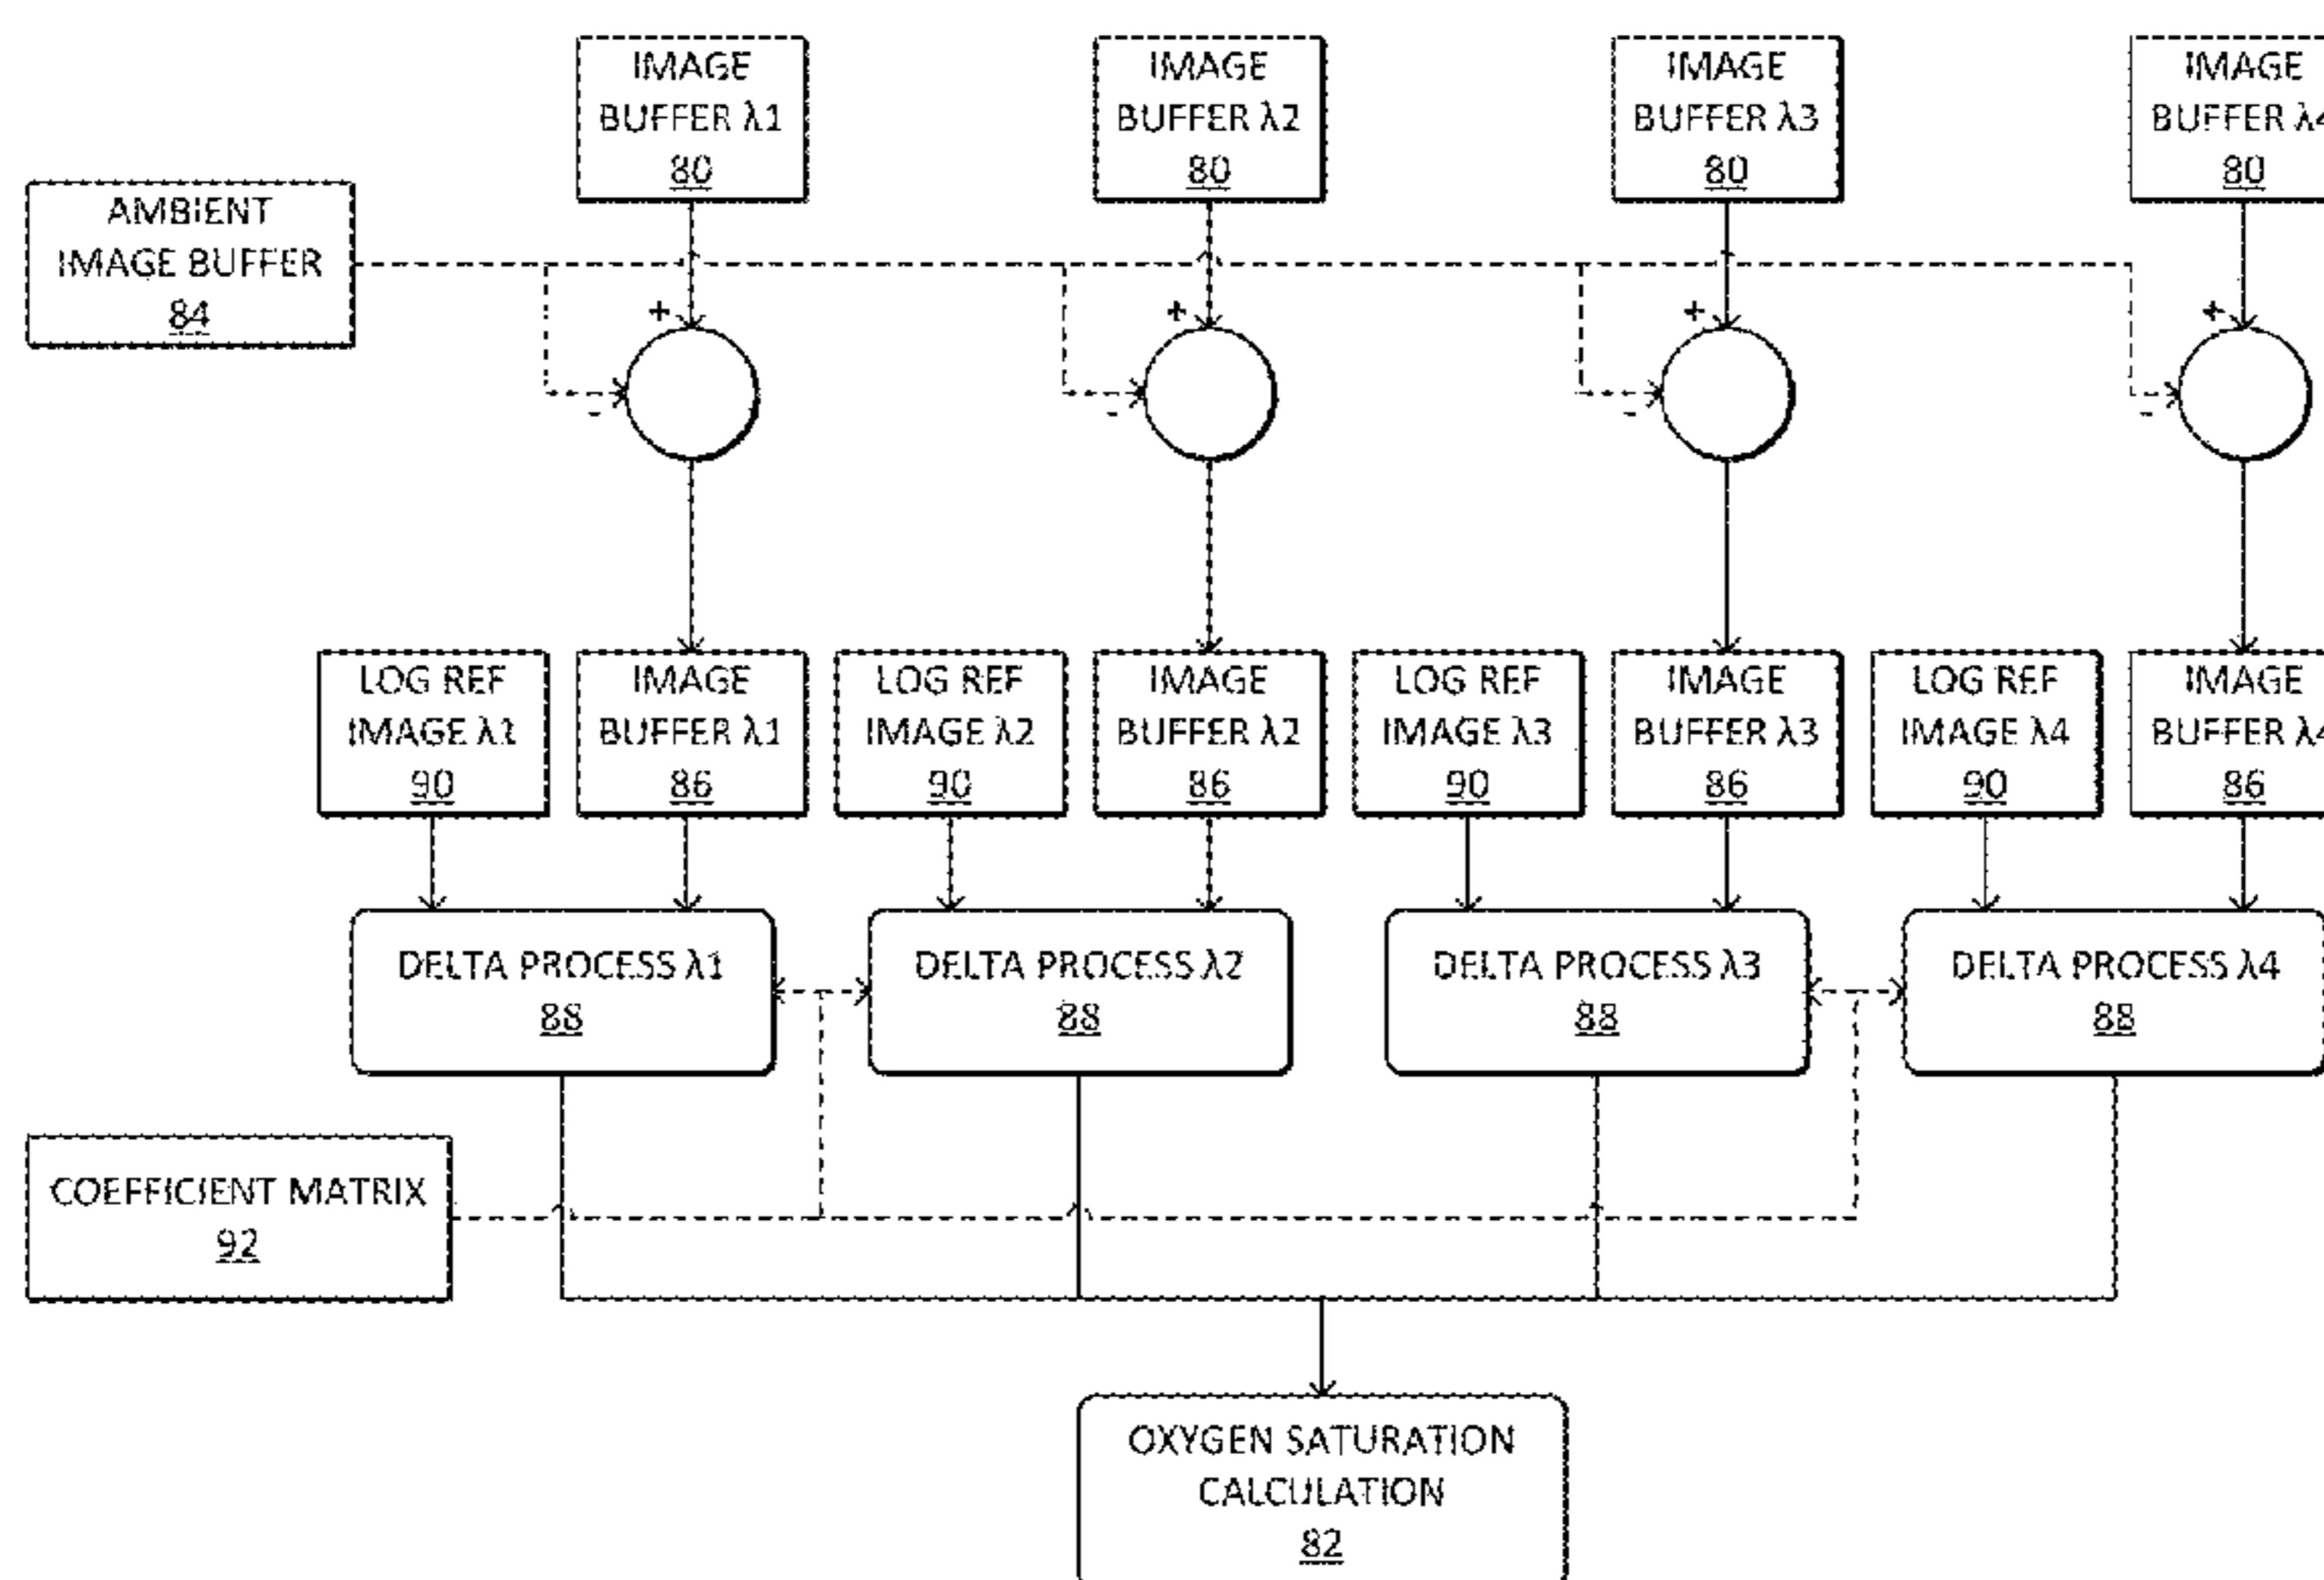 IMAGE
BUFFER λ1
80
IMAGE
BUFFER λ2
80
IMAGE
BUFFER λ3
80
IMAGE
BUFFER λ4
80
AMBIENT
IMAGE BUFFER
84
+
-
+
-
+
-
+
-
LOG REF
IMAGE λ1
90
IMAGE
BUFFER λ1
86
LOG REF
IMAGE λ2
90
IMAGE
BUFFER λ2
86
LOG REF
IMAGE λ3
90
IMAGE
BUFFER λ3
86
LOG REF
IMAGE λ4
90
IMAGE
BUFFER λ4
86
DELTA PROCESS λ1
88
DELTA PROCESS λ2
88
DELTA PROCESS λ3
88
DELTA PROCESS λ4
88
COEFFICIENT MATRIX
92
OXYGEN SATURATION
CALCULATION
82